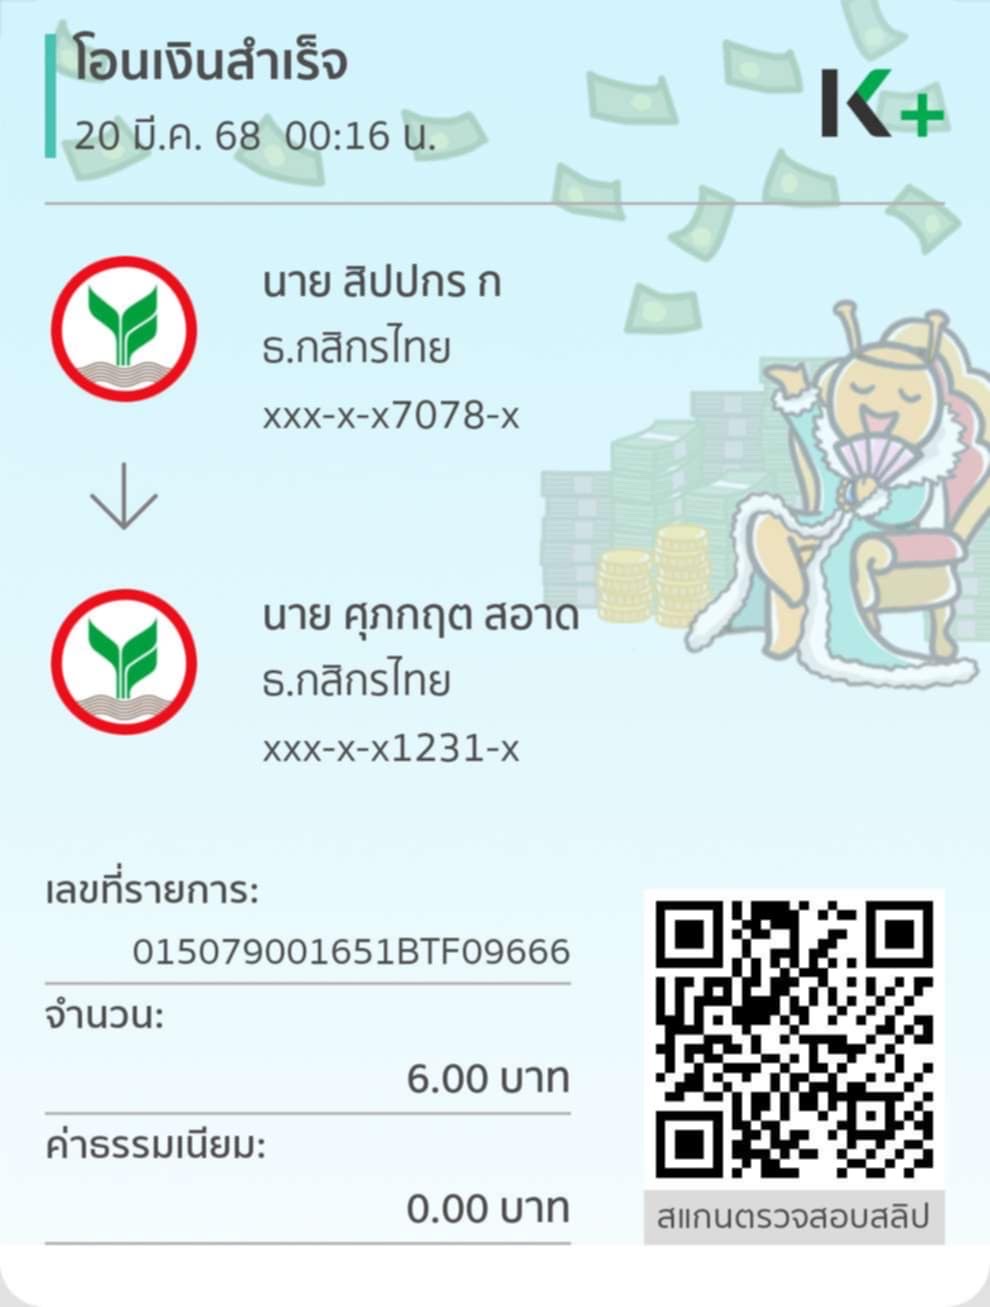 โอนเงินสำเร็จ
20 มี.ค. 68 00:16 น.
K+
นาย สิปปกร ก
ธ.กสิกรไทย
xxx-x-x7078-x
นาย ศุภกฤต สอาด
ธ.กสิกรไทย
xxx-x-x1231-x
เลขที่รายการ:
015079001651BTF09666
จำนวน:
6.00 บาท
ค่าธรรมเนียม:
0.00 บาท
สแกนตรวจสอบสลิป